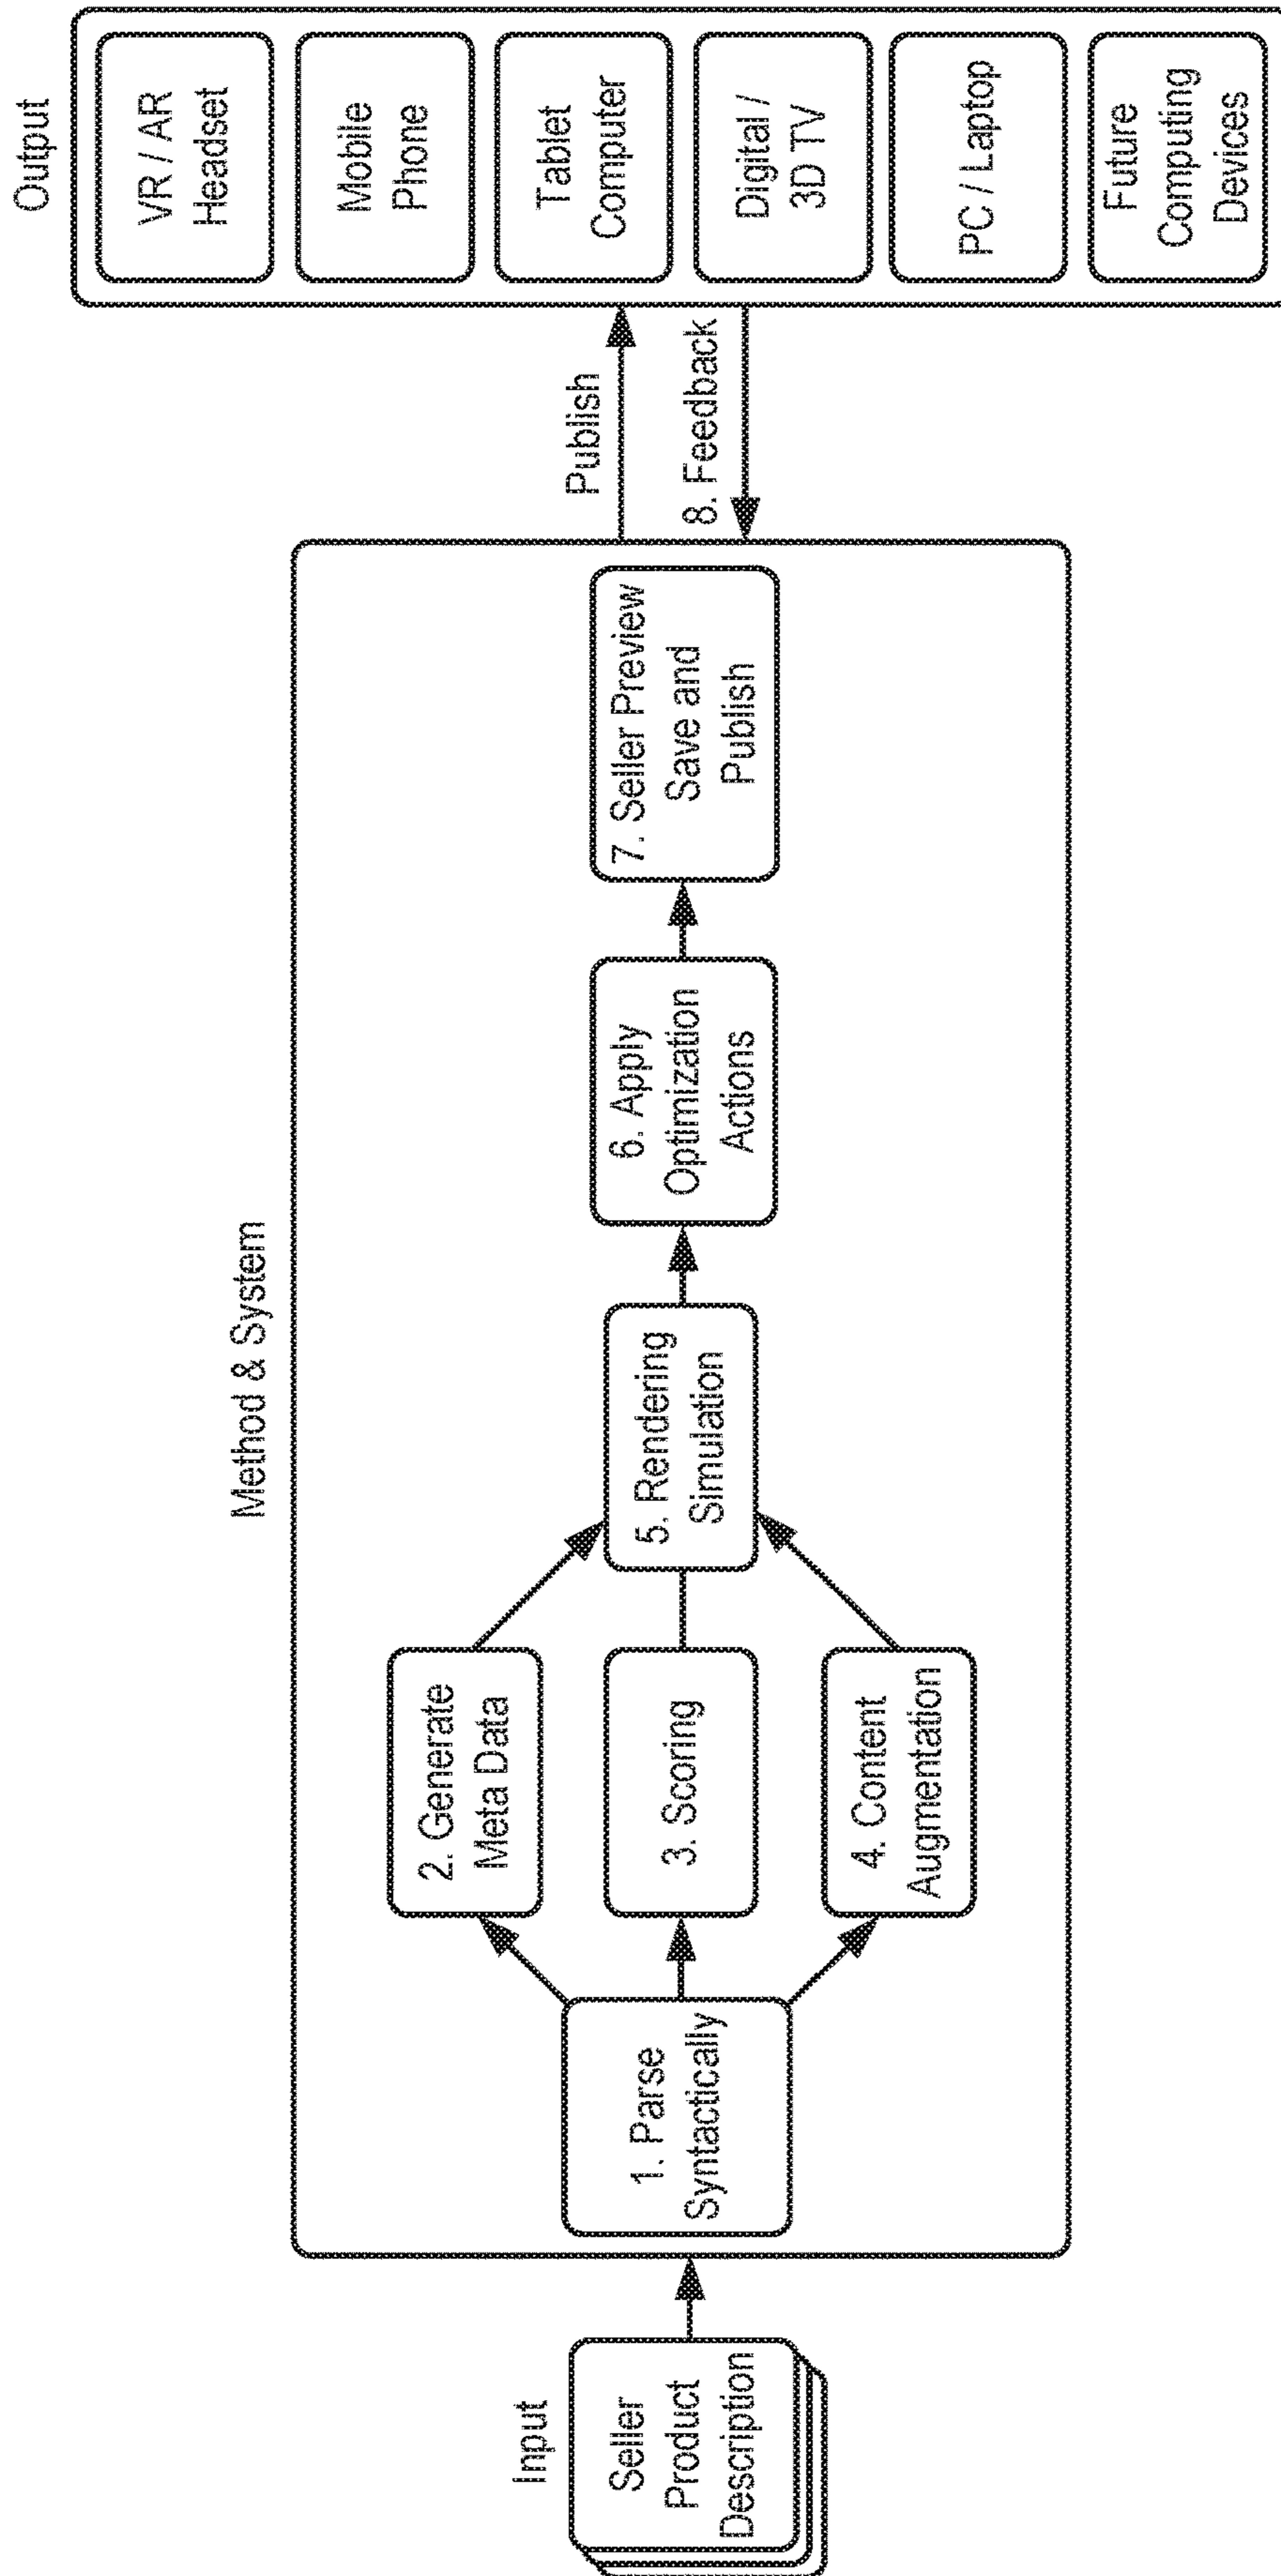 Input
Seller
Product
Description
Method & System
1. Parse
Syntactically
2. Generate
Meta Data
3. Scoring
4. Content
Augmentation
5. Rendering
Simulation
6. Apply
Optimization
Actions
7. Seller Preview
Save and
Publish
Publish
8. Feedback
Output
VR / AR
Headset
Mobile
Phone
Tablet
Computer
Digital /
3D TV
PC / Laptop
Future
Computing
Devices